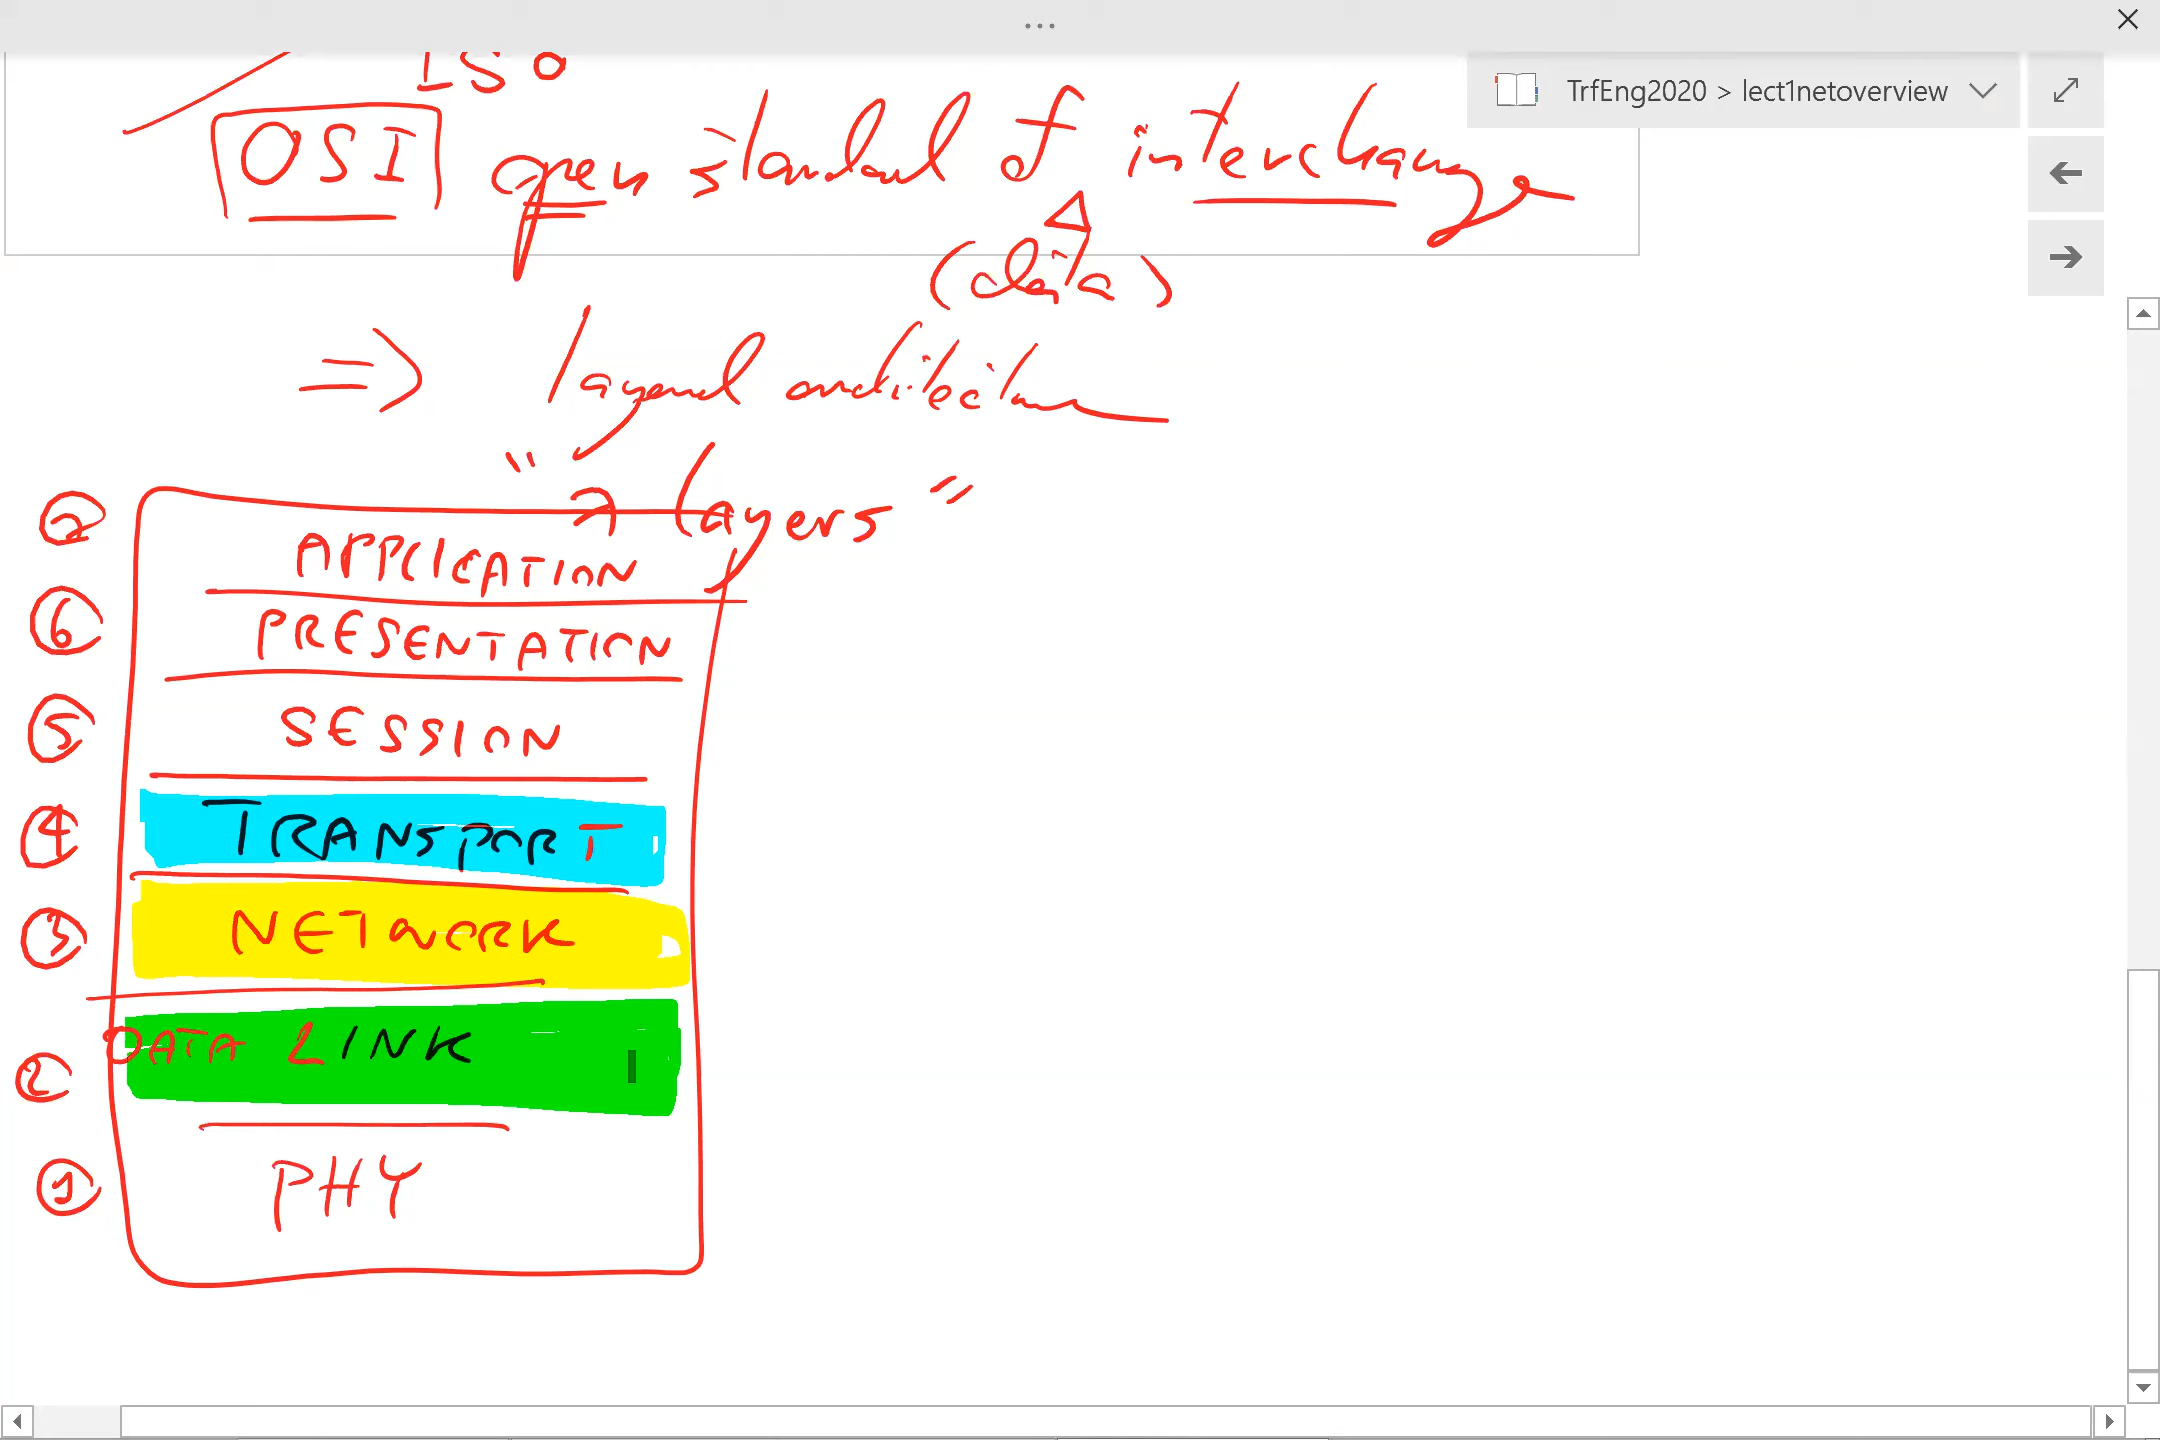 ...
ISO
TrfEng2020 > lect1netoverview
OSI open standard of interchange
(data)
=> layered architecture
" 7 layers "
7 APPLICATION
6 PRESENTATION
5 SESSION
4 TRANSPORT
3 NETWORK
2 DATA LINK
1 PHY